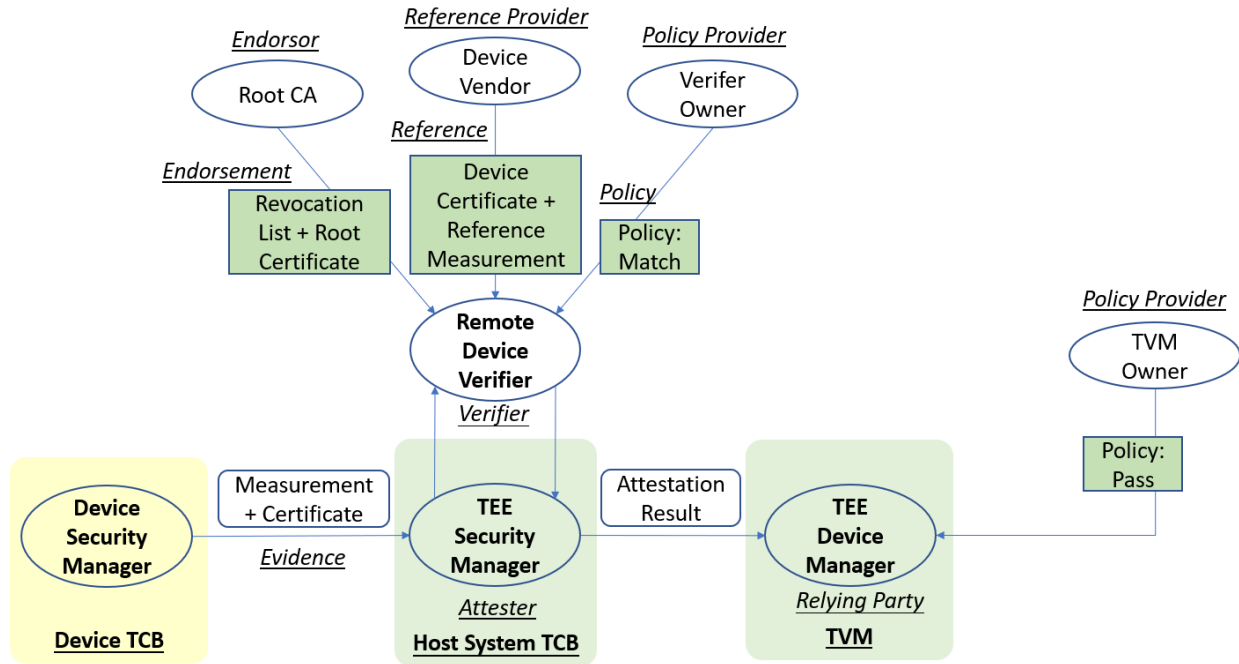 Endorsor
Root CA
Endorsement
Revocation
List + Root
Certificate
Reference Provider
Device
Vendor
Reference
Device
Certificate +
Reference
Measurement
Policy Provider
Verifer
Owner
Policy
Policy:
Match
Remote
Device
Verifier
Verifier
Policy Provider
TVM
Owner
Policy:
Pass
Device
Security
Manager
Device TCB
Measurement
+ Certificate
Evidence
TEE
Security
Manager
Attester
Host System TCB
Attestation
Result
TEE
Device
Manager
Relying Party
TVM